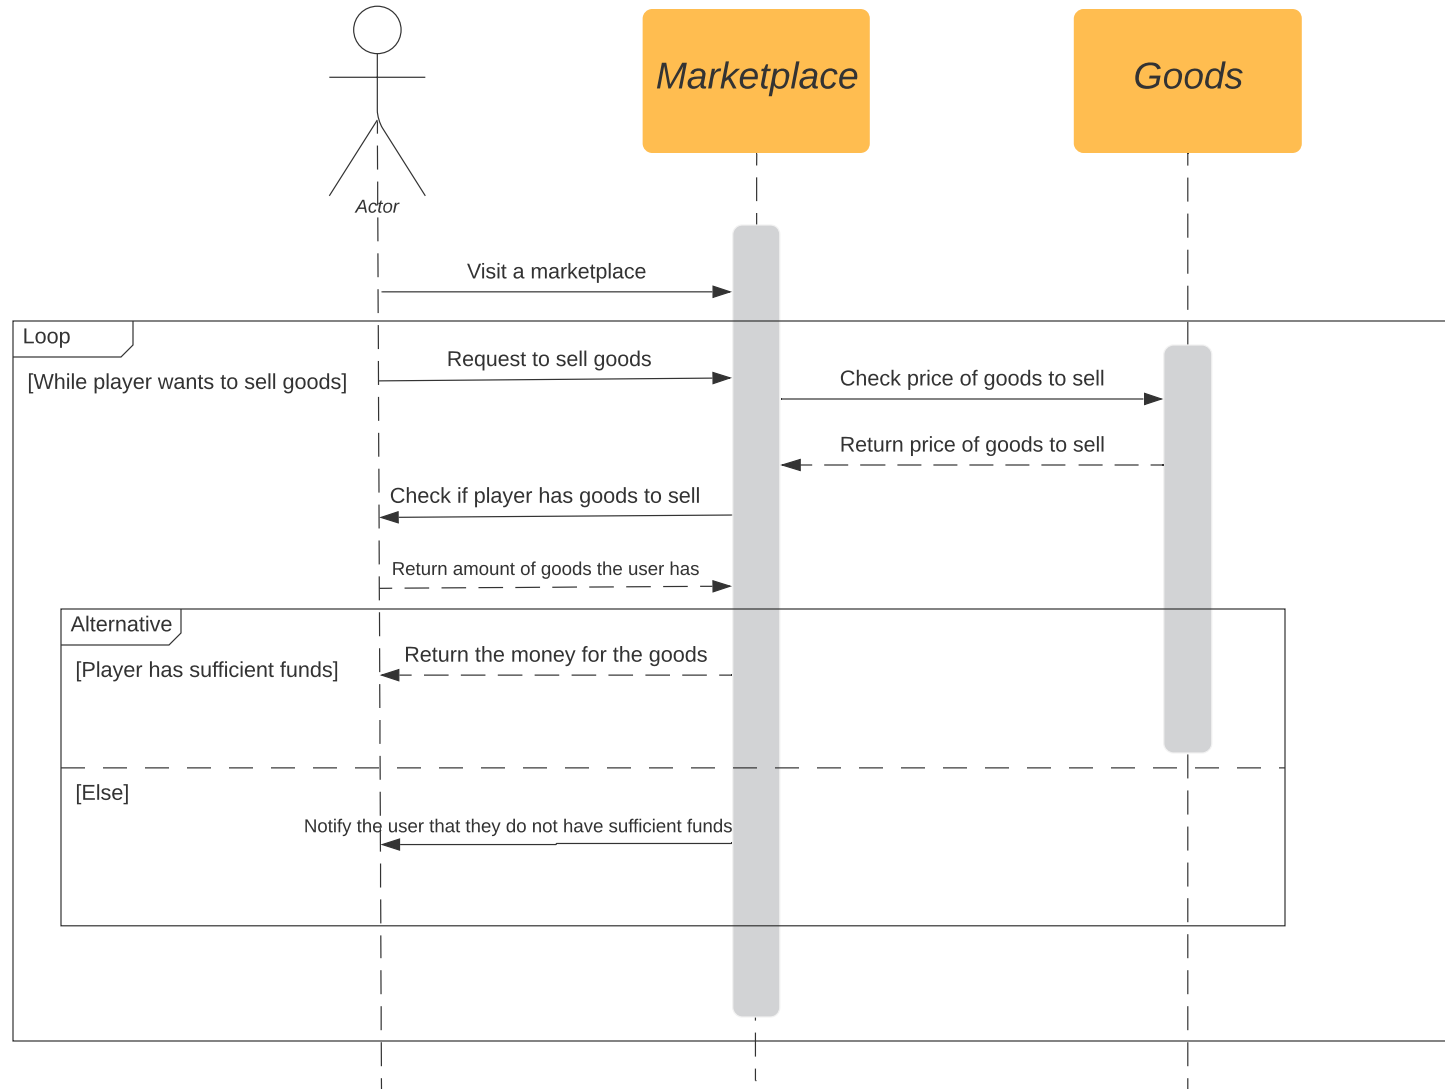 Marketplace
Goods
Actor
Visit a marketplace
Loop
Request to sell goods
[While player wants to sell goods]
Check price of goods to sell
Return price of goods to sell
Check if player has goods to sell
Return amount of goods the user has
Alternative
Return the money for the goods
[Player has sufficient funds]
[Else]
Notify the user that they do not have sufficient funds